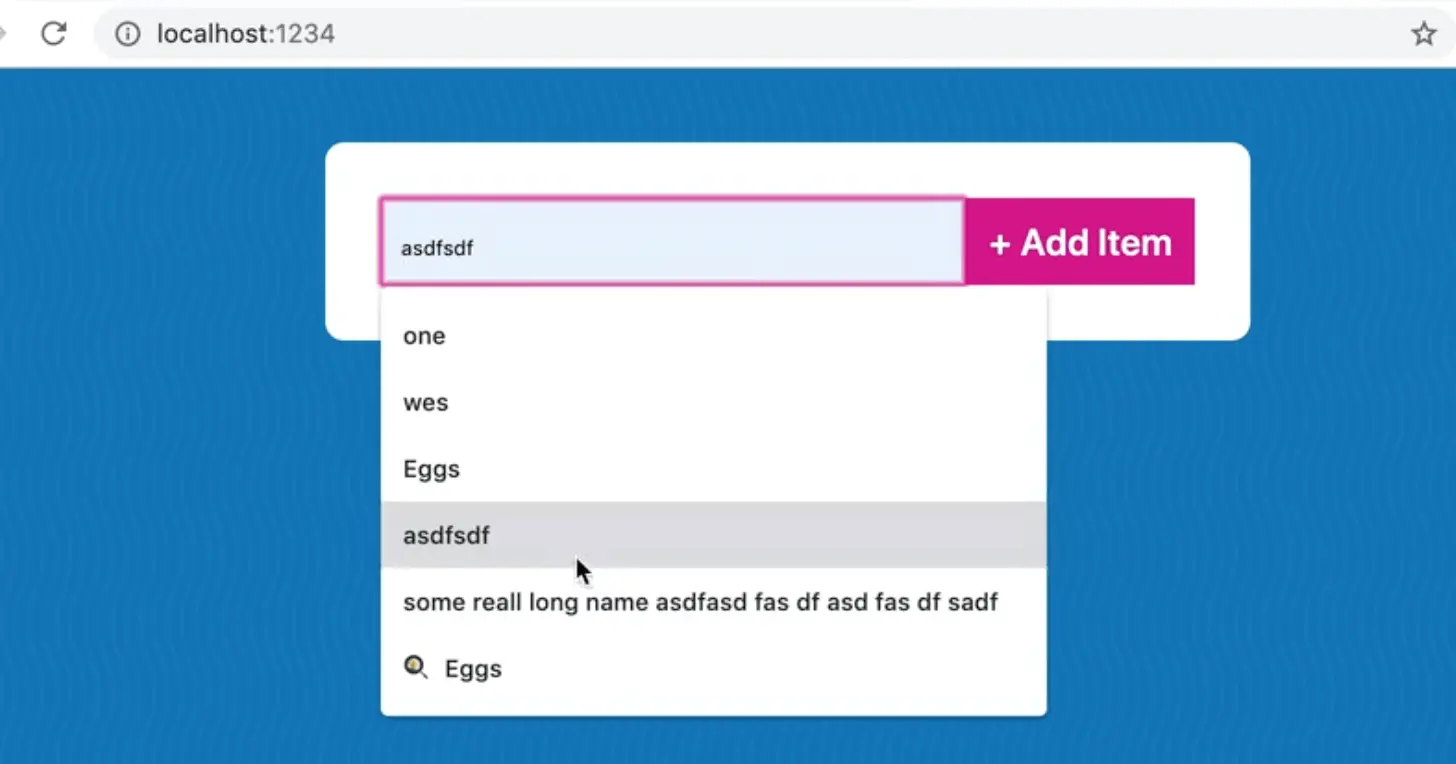 localhost:1234
asdfsdf
+ Add Item
one
wes
Eggs
asdfsdf
some reall long name asdfasd fas df asd fas df sadf
Eggs